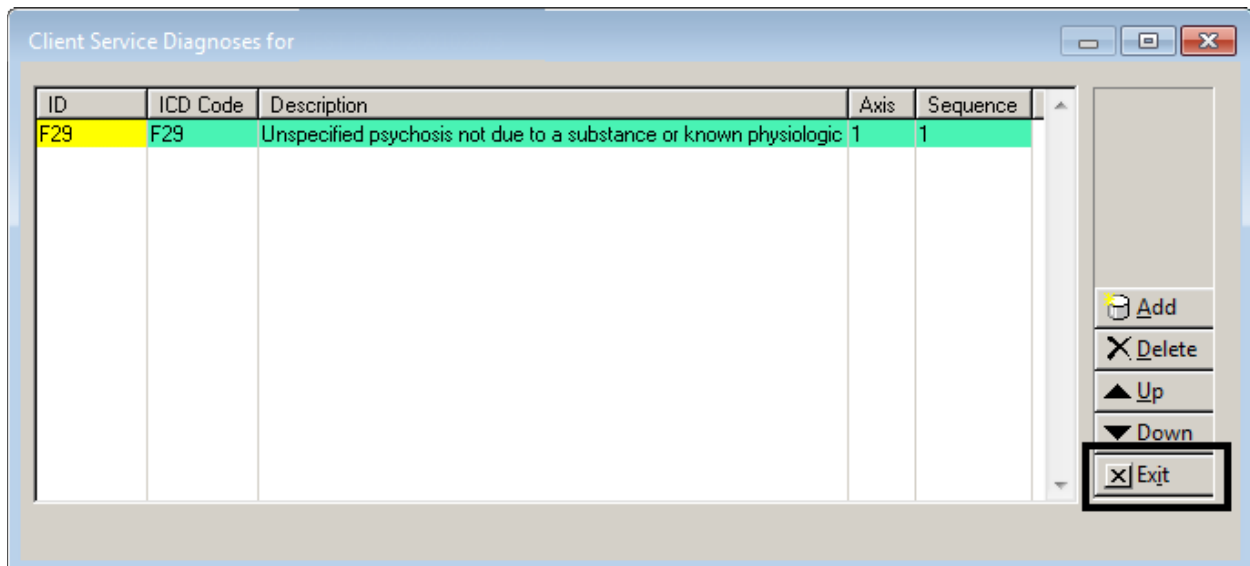 Client Service Diagnoses for
ID ICD Code Description Axis Sequence
F29 F29 Unspecified psychosis not due to a substance or known physiologic 1 1
Add
Delete
Up
Down
Exit